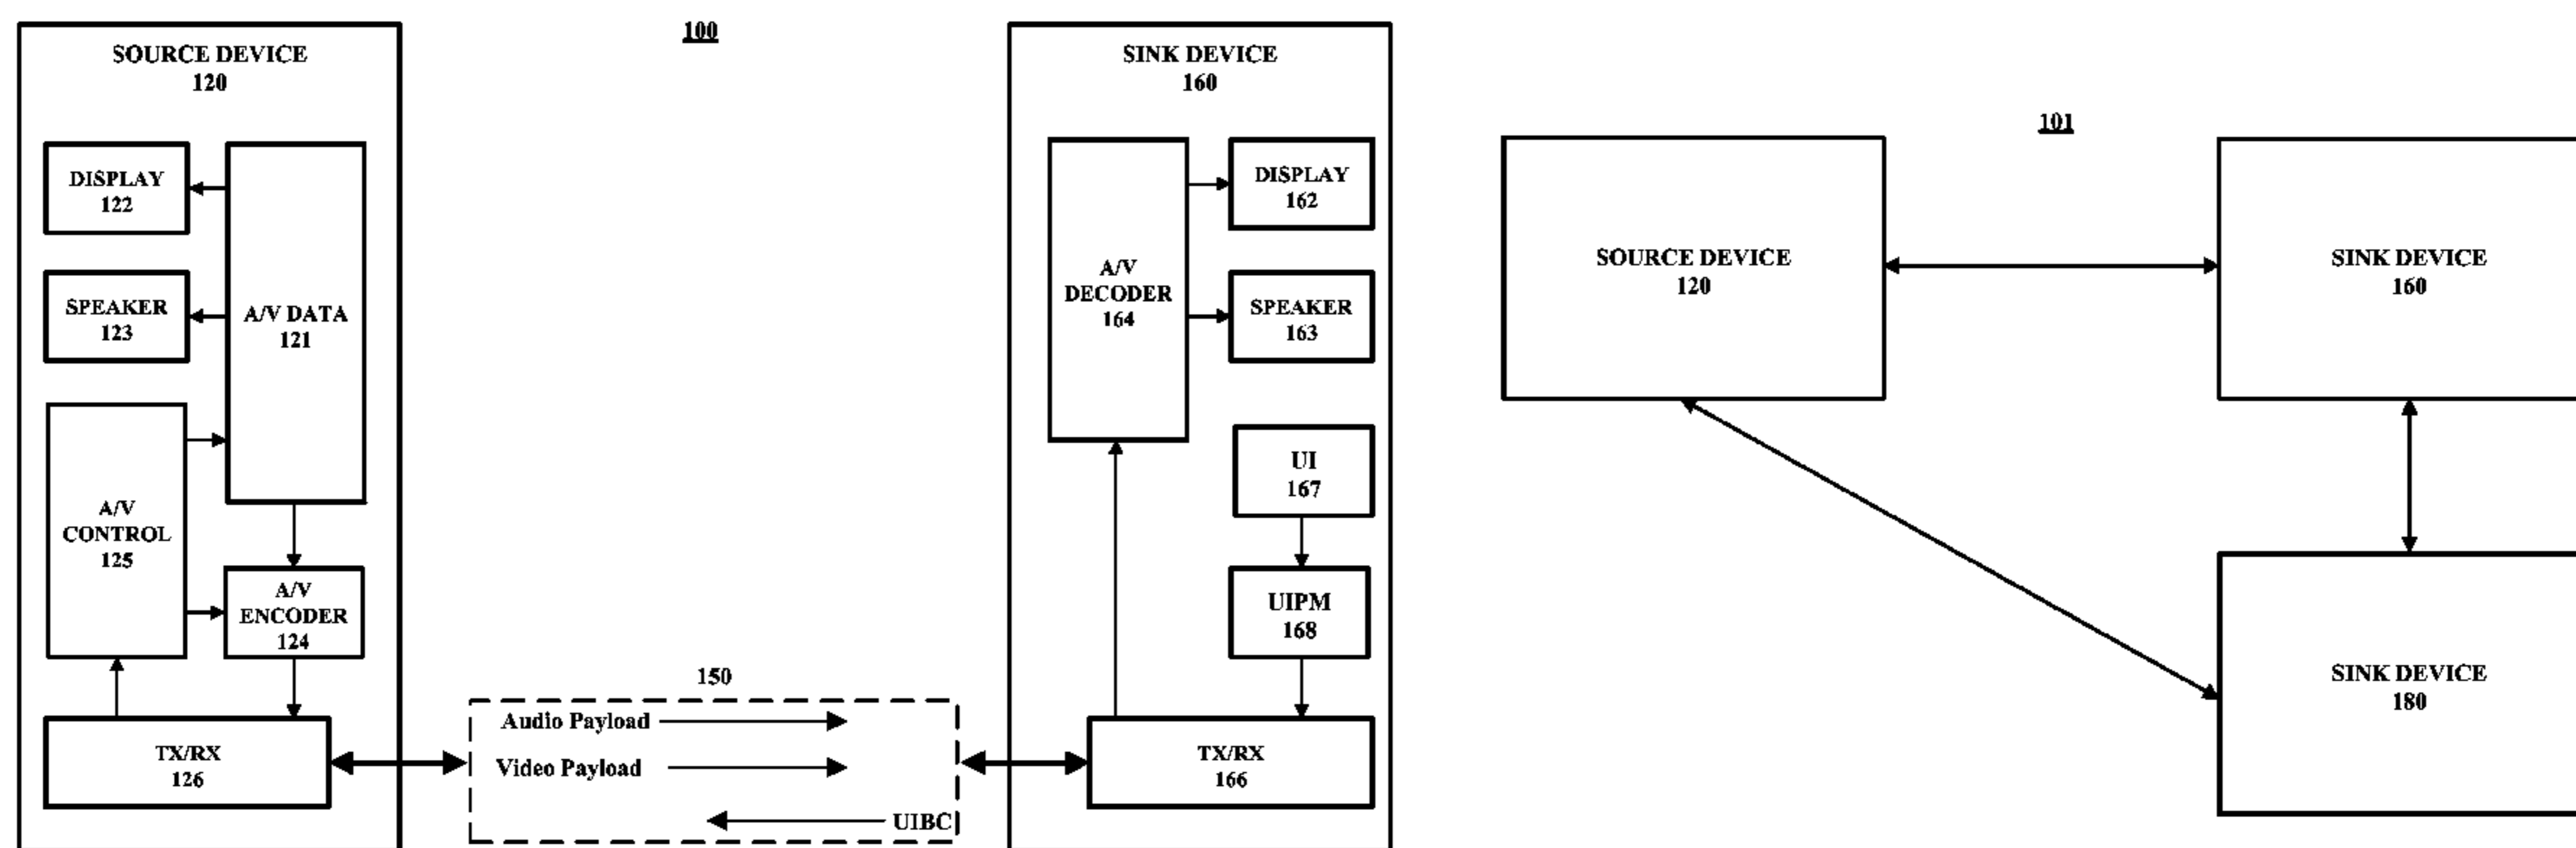 100
SOURCE DEVICE
120
DISPLAY
122
SPEAKER
123
A/V DATA
121
A/V
CONTROL
125
A/V
ENCODER
124
TX/RX
126
150
Audio Payload
Video Payload
UIBC
SINK DEVICE
160
A/V
DECODER
164
DISPLAY
162
SPEAKER
163
UI
167
UIPM
168
TX/RX
166
101
SOURCE DEVICE
120
SINK DEVICE
160
SINK DEVICE
180